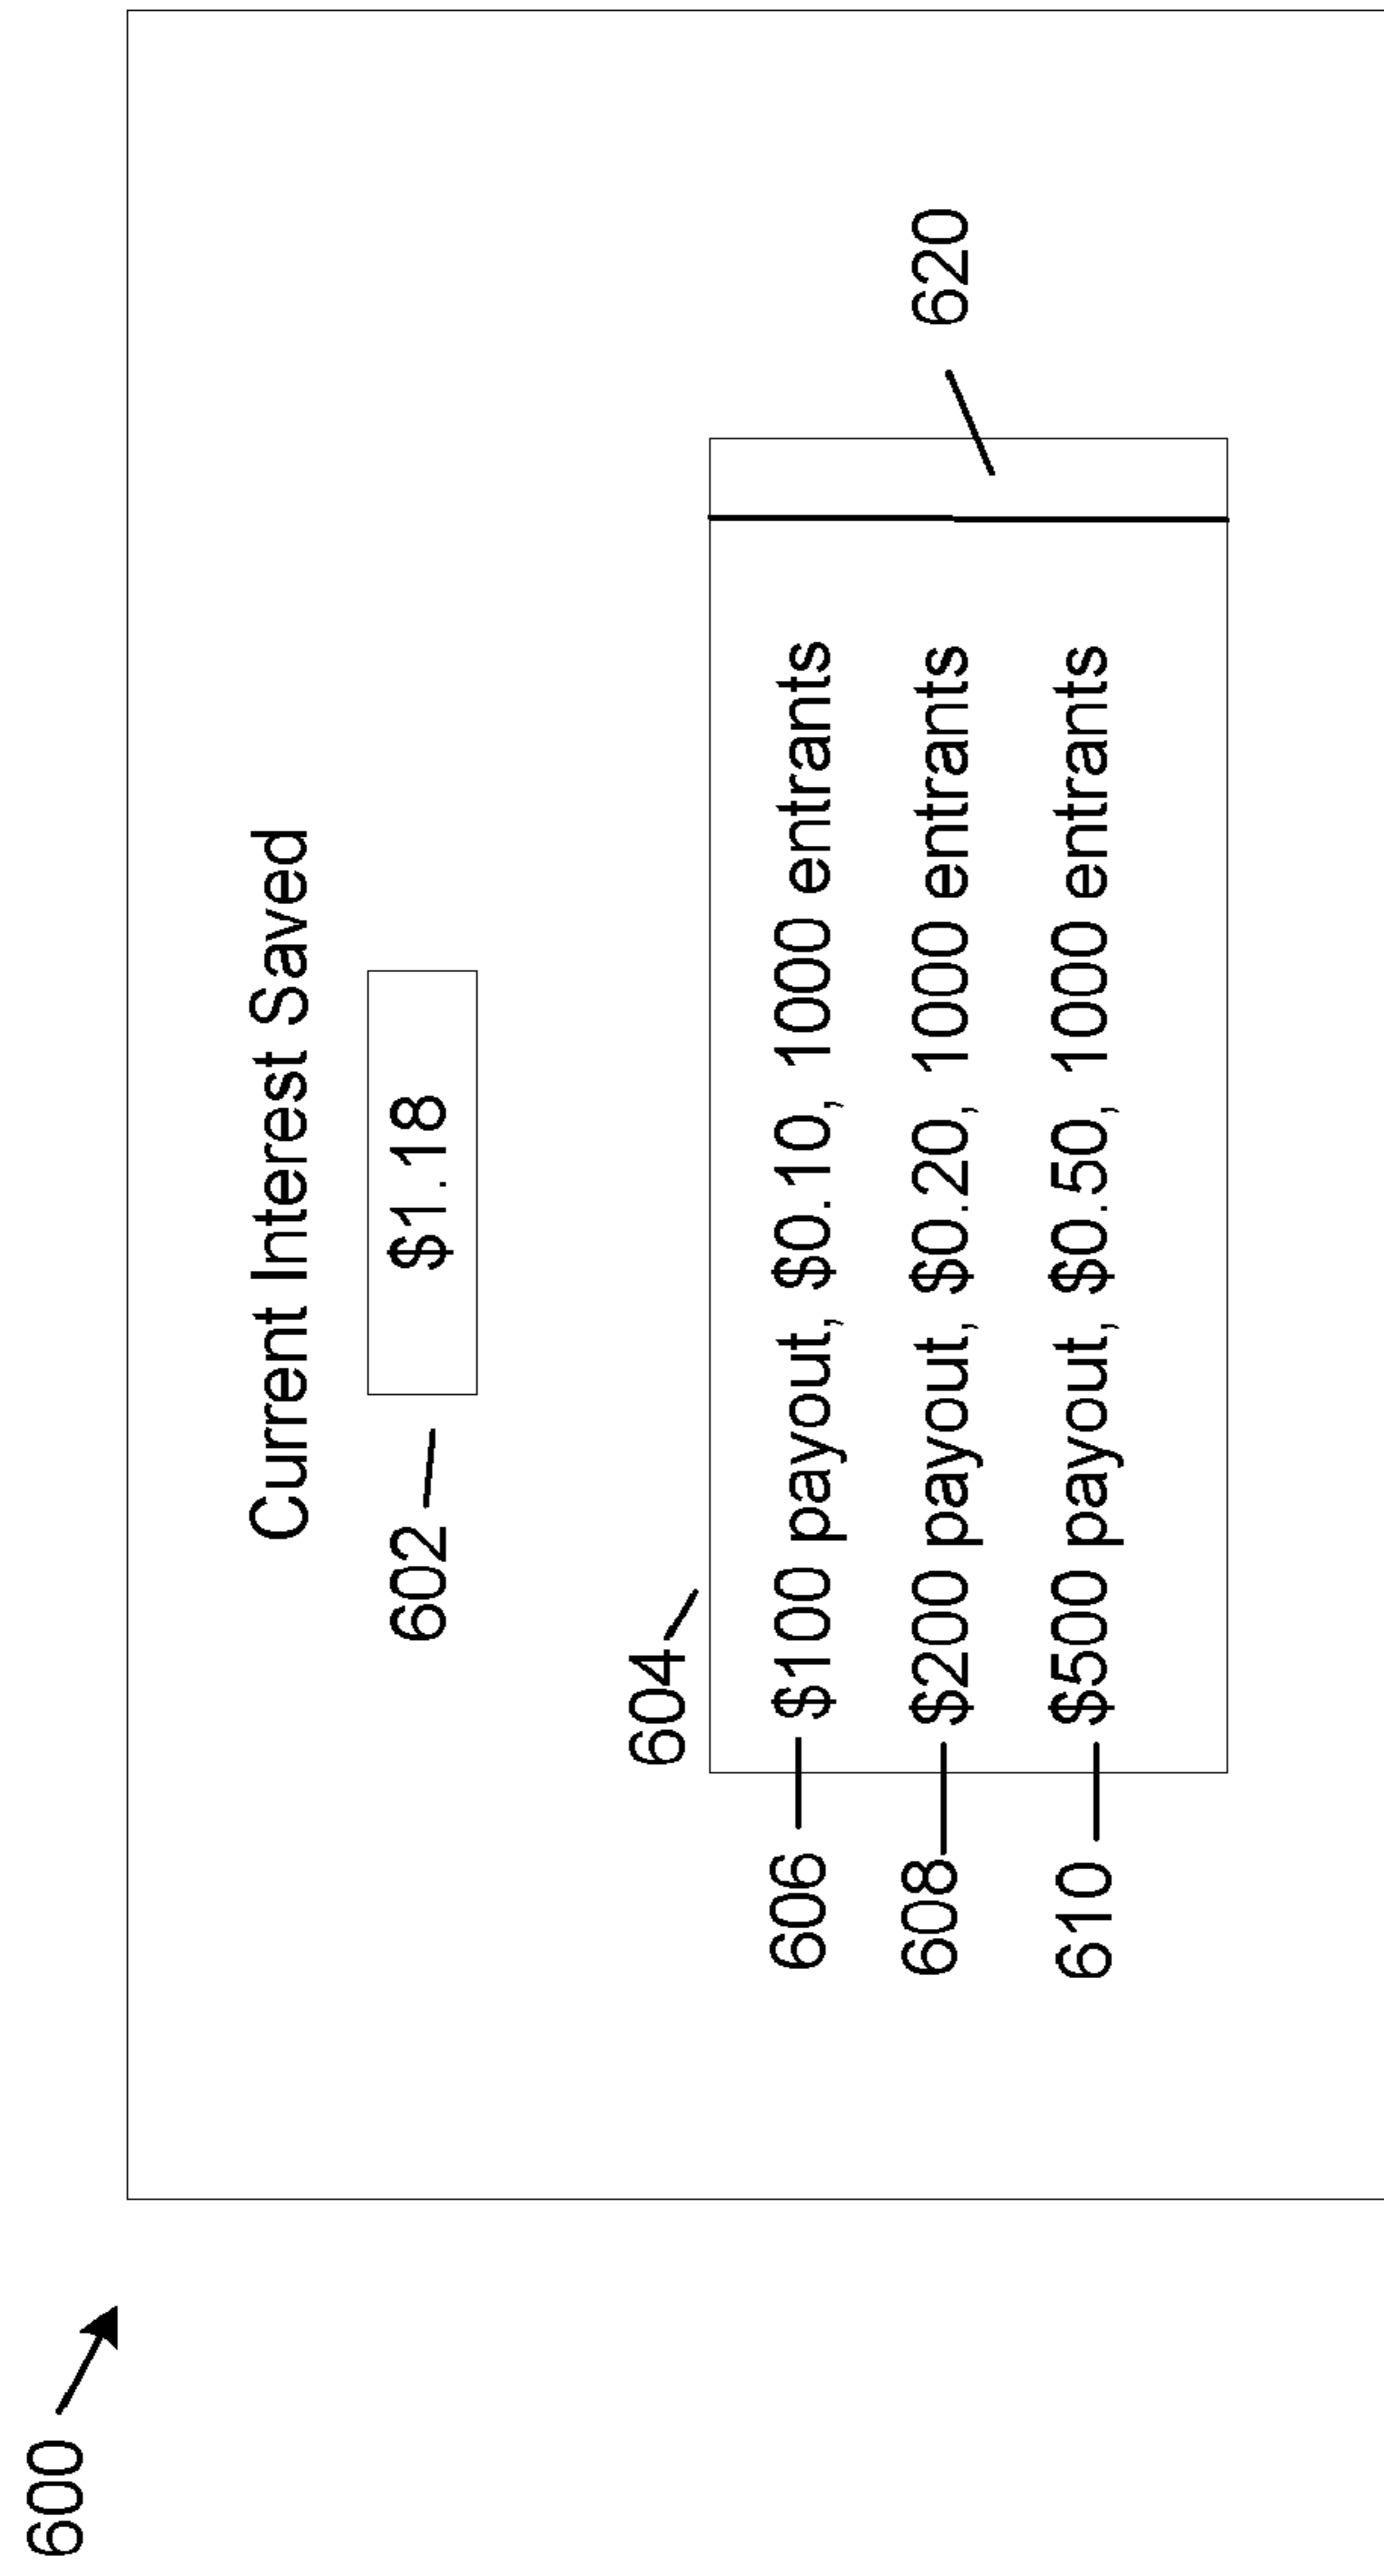 600
Current Interest Saved
602
$1.18
604
606 $100 payout, $0.10, 1000 entrants
608 $200 payout, $0.20, 1000 entrants
620
610 $500 payout, $0.50, 1000 entrants